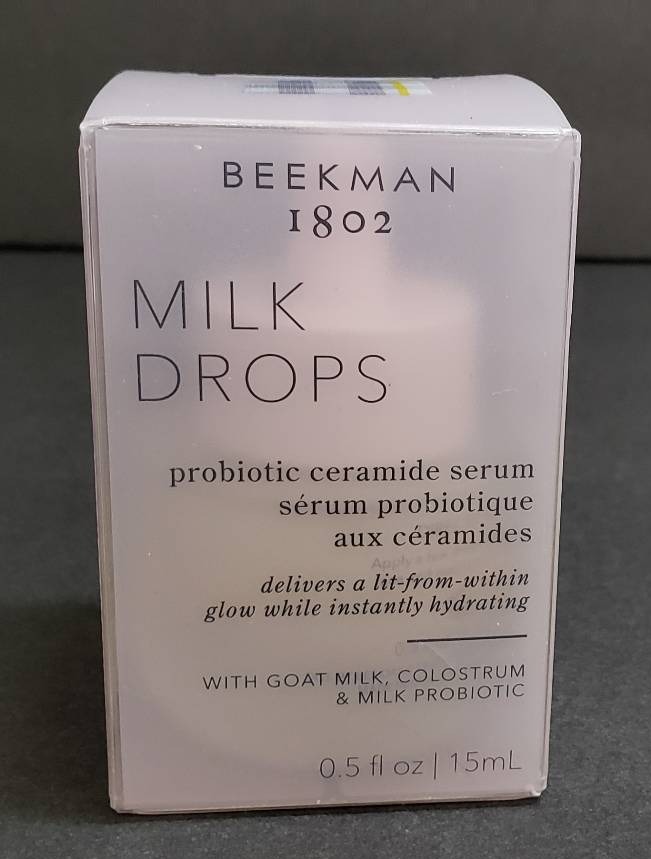 BEEKMAN
1802
MILK
DROPS
probiotic ceramide serum
sérum probiotique
aux céramides
delivers a lit-from-within
glow while instantly hydrating
WITH GOAT MILK, COLOSTRUM
& MILK PROBIOTIC
0.5 fl oz | 15mL